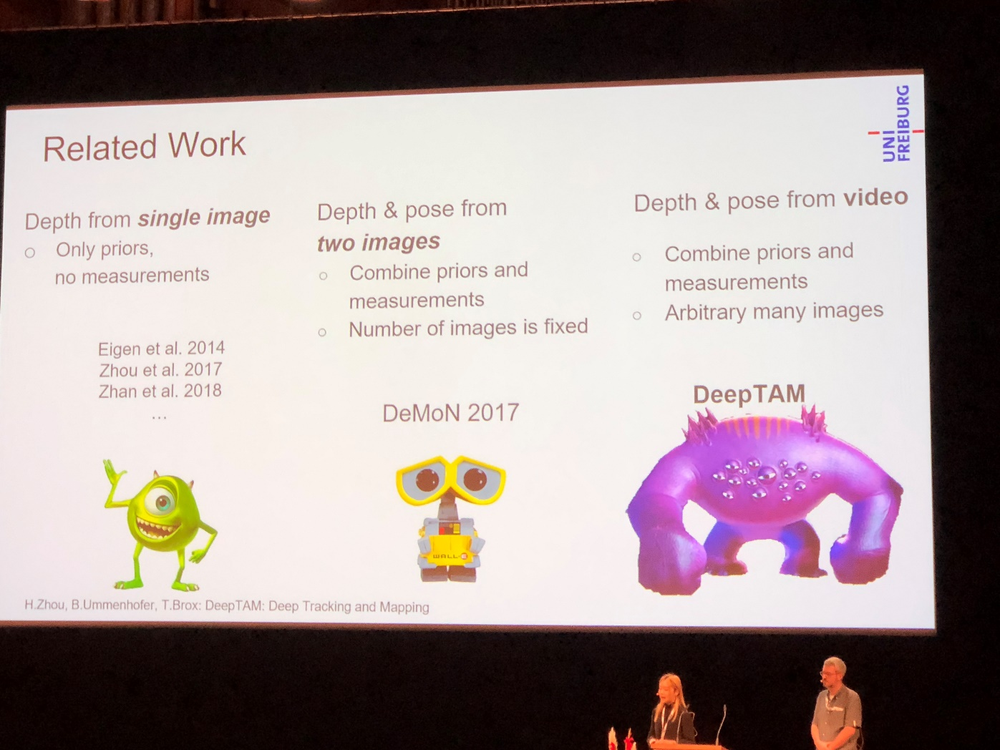 Related Work
UNI
FREIBURG
Depth from single image
○ Only priors,
no measurements
Eigen et al. 2014
Zhou et al. 2017
Zhan et al. 2018
...
Depth & pose from
two images
○ Combine priors and
measurements
○ Number of images is fixed
DeMoN 2017
WALL·E
Depth & pose from video
○ Combine priors and
measurements
○ Arbitrary many images
DeepTAM
H.Zhou, B.Ummenhofer, T.Brox: DeepTAM: Deep Tracking and Mapping